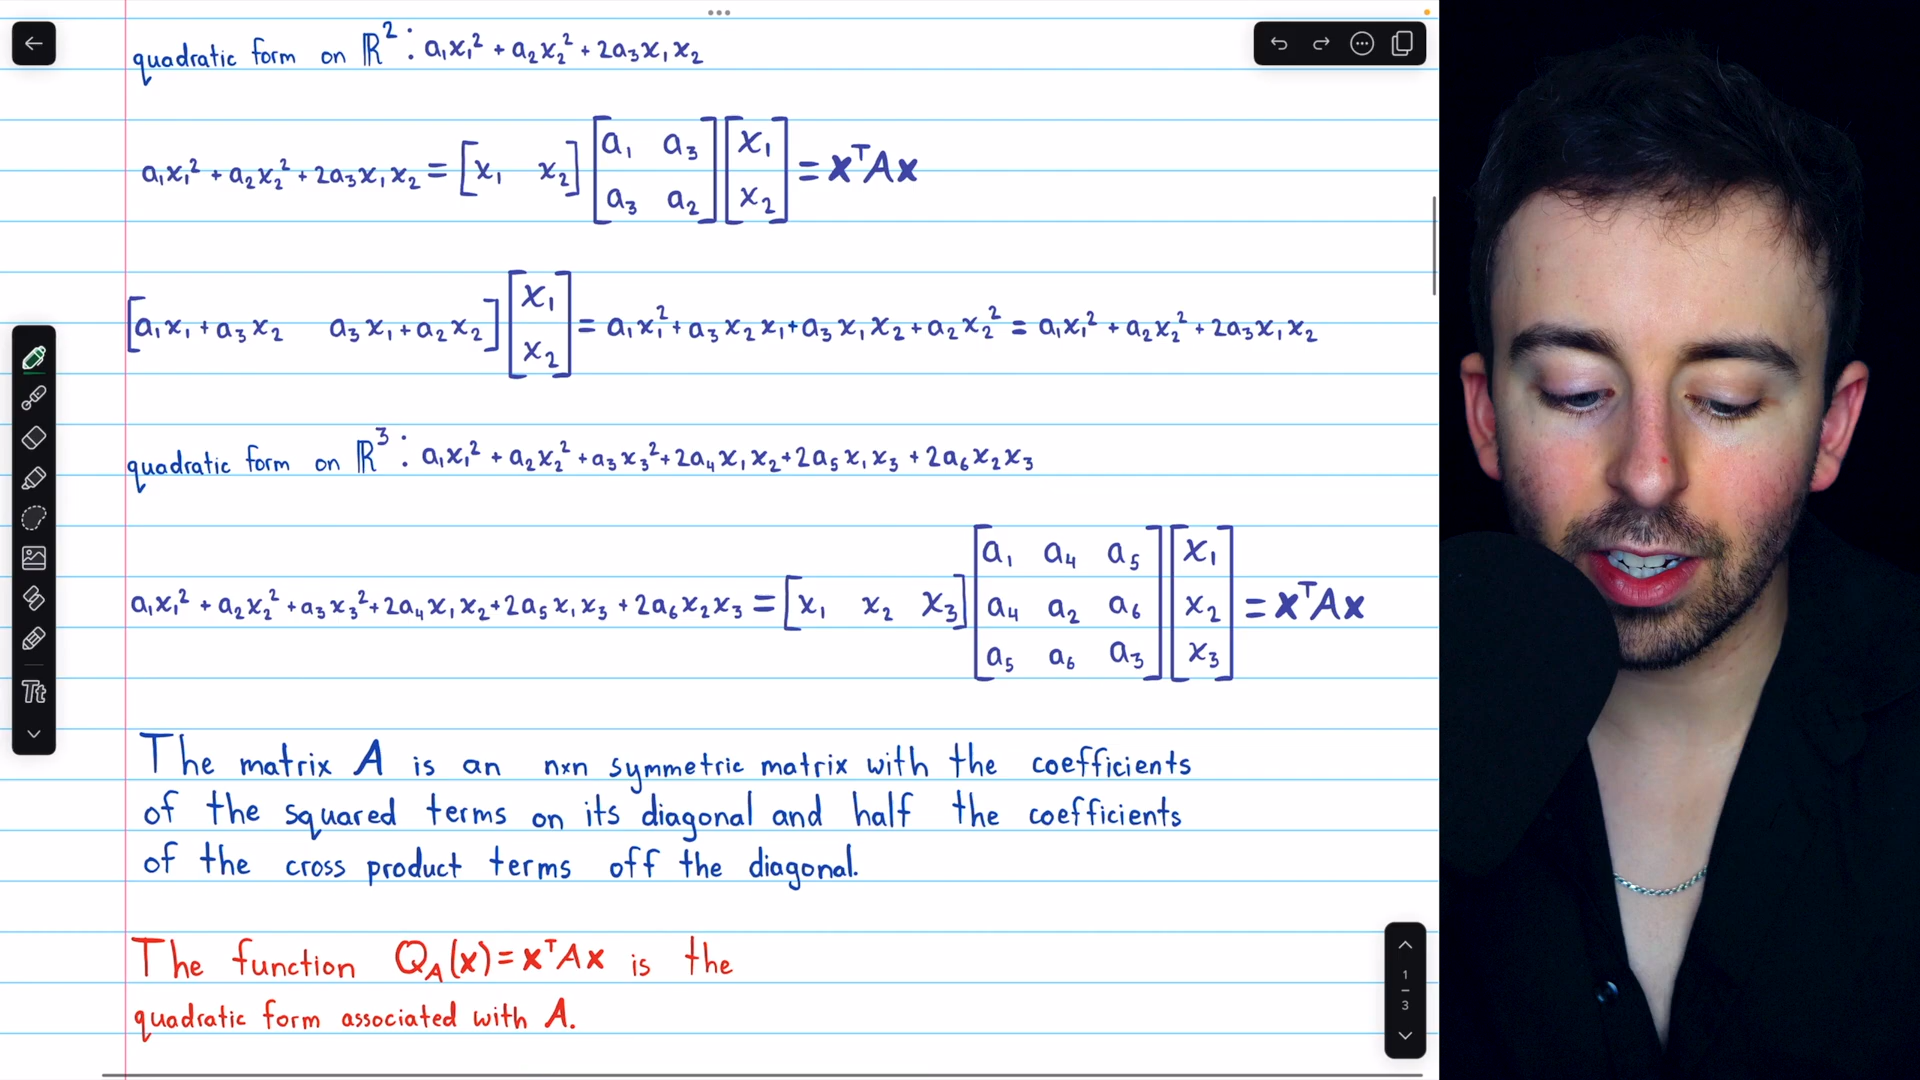 quadratic form on ℝ²: a₁x₁² + a₂x₂² + 2a₃x₁x₂
a₁x₁² + a₂x₂² + 2a₃x₁x₂ = [x₁ x₂] [a₁ a₃; a₃ a₂] [x₁; x₂] = xᵀAx
[a₁x₁ + a₃x₂ a₃x₁ + a₂x₂] [x₁; x₂] = a₁x₁² + a₃x₂x₁ + a₃x₁x₂ + a₂x₂² = a₁x₁² + a₂x₂² + 2a₃x₁x₂
quadratic form on ℝ³: a₁x₁² + a₂x₂² + a₃x₃² + 2a₄x₁x₂ + 2a₅x₁x₃ + 2a₆x₂x₃
a₁x₁² + a₂x₂² + a₃x₃² + 2a₄x₁x₂ + 2a₅x₁x₃ + 2a₆x₂x₃ = [x₁ x₂ x₃] [a₁ a₄ a₅; a₄ a₂ a₆; a₅ a₆ a₃] [x₁; x₂; x₃] = xᵀAx
The matrix A is an n×n symmetric matrix with the coefficients
of the squared terms on its diagonal and half the coefficients
of the cross product terms off the diagonal.
The function Q_A(x) = xᵀAx is the
quadratic form associated with A.
Tt
1
3